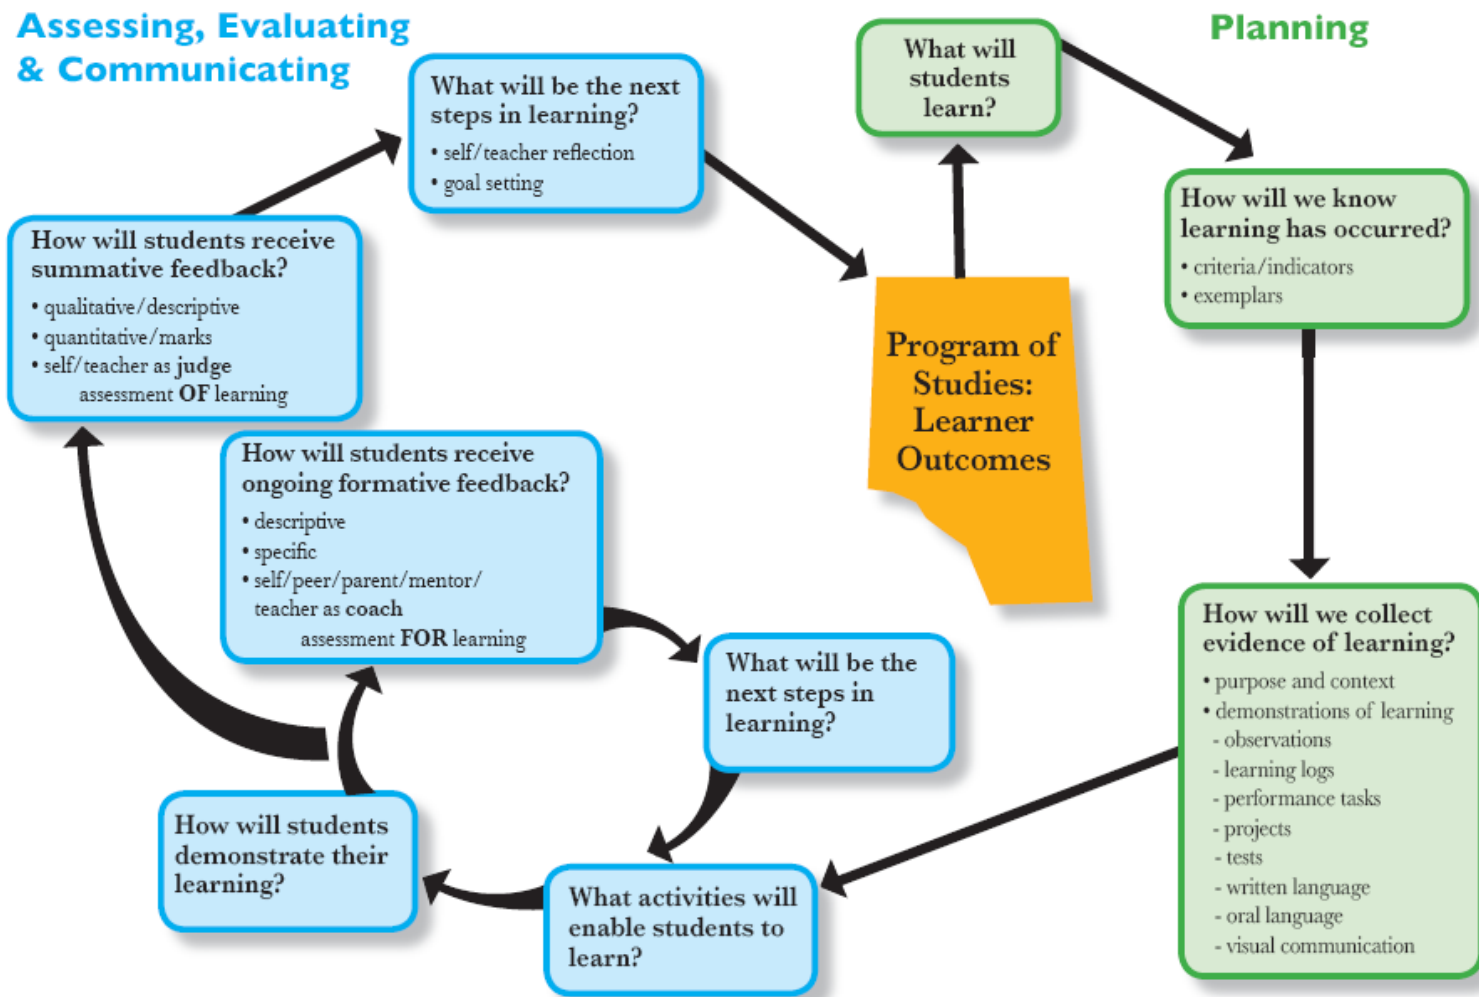 Assessing, Evaluating
& Communicating
Planning
What will be the next
steps in learning?
• self/teacher reflection
• goal setting
What will
students
learn?
How will we know
learning has occurred?
• criteria/indicators
• exemplars
How will students receive
summative feedback?
• qualitative/descriptive
• quantitative/marks
• self/teacher as judge
assessment OF learning
Program of
Studies:
Learner
Outcomes
How will students receive
ongoing formative feedback?
• descriptive
• specific
• self/peer/parent/mentor/
teacher as coach
assessment FOR learning
What will be the
next steps in
learning?
How will we collect
evidence of learning?
• purpose and context
• demonstrations of learning
- observations
- learning logs
- performance tasks
- projects
- tests
- written language
- oral language
- visual communication
How will students
demonstrate their
learning?
What activities will
enable students to
learn?